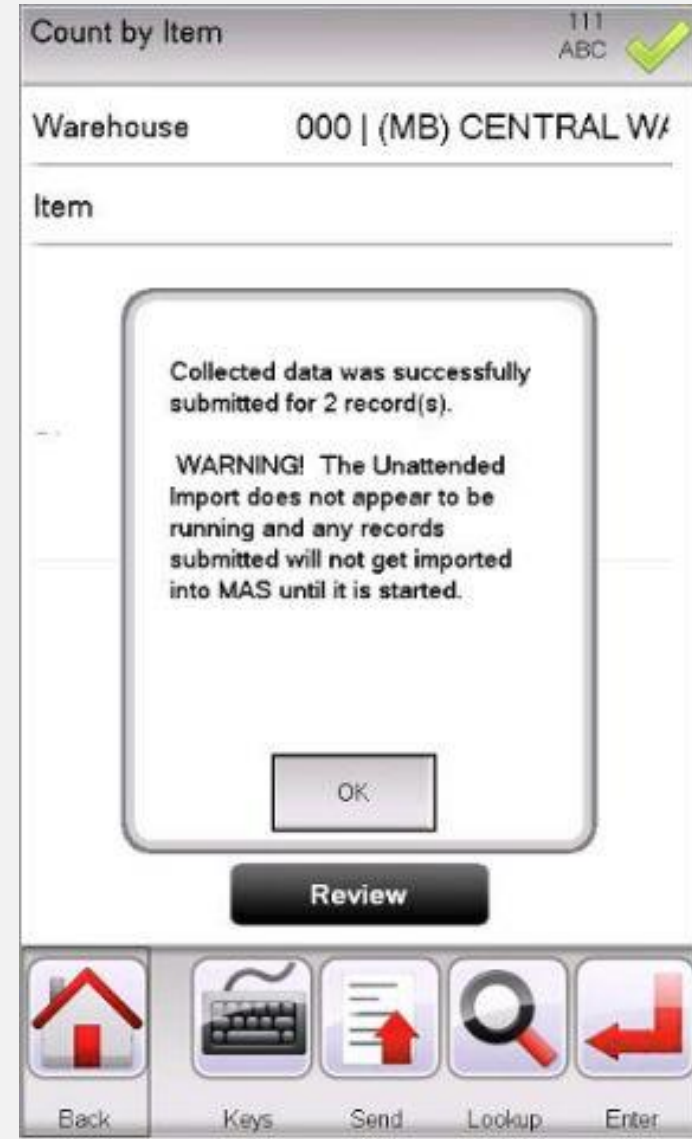 Count by Item
111
ABC
Warehouse 000 | (MB) CENTRAL WA
Item
Collected data was successfully
submitted for 2 record(s).
WARNING! The Unattended
Import does not appear to be
running and any records
submitted will not get imported
into MAS until it is started.
OK
Review
Back Keys Send Lookup Enter